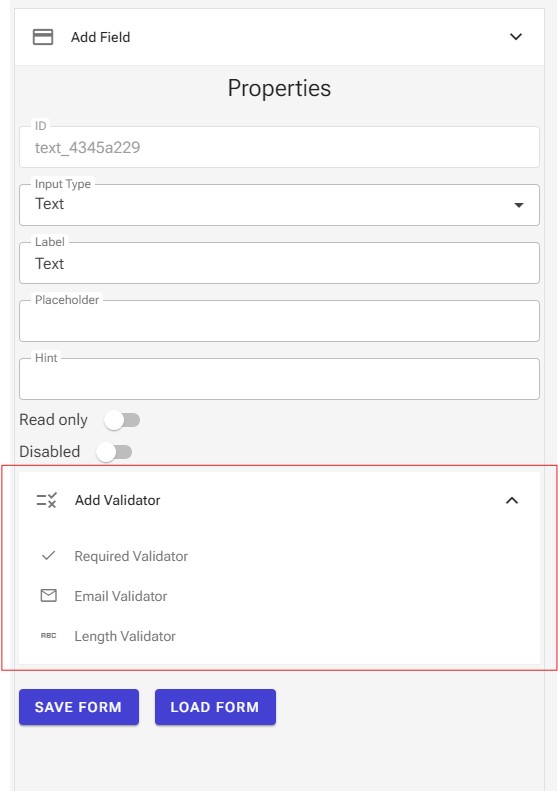 Add Field
Properties
ID
text_4345a229
Input Type
Text
Label
Text
Placeholder
Hint
Read only
Disabled
Add Validator
Required Validator
Email Validator
ABC Length Validator
SAVE FORM LOAD FORM